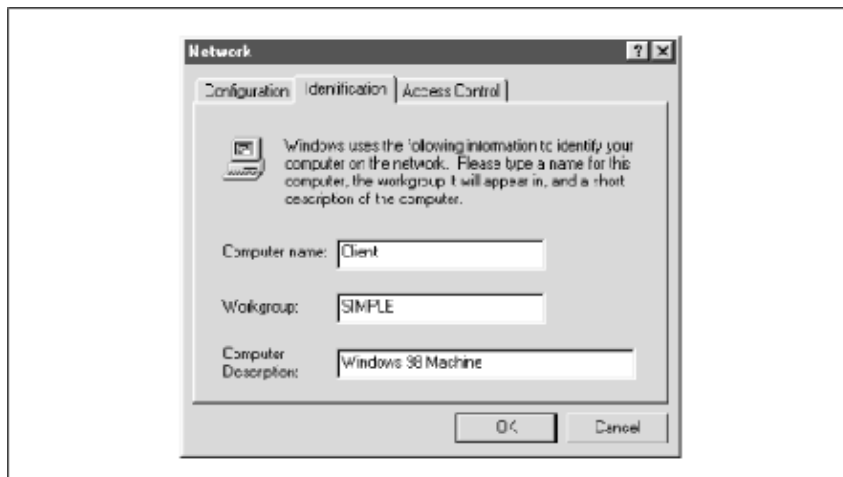 Network
Configuration Identification Access Control
Windows uses the following information to identify your
computer on the network. Please type a name for this
computer, the workgroup it will appear in, and a short
description of the computer.
Computer name: Client
Workgroup: SIMPLE
Computer
Description: Windows 98 Machine
OK Cancel